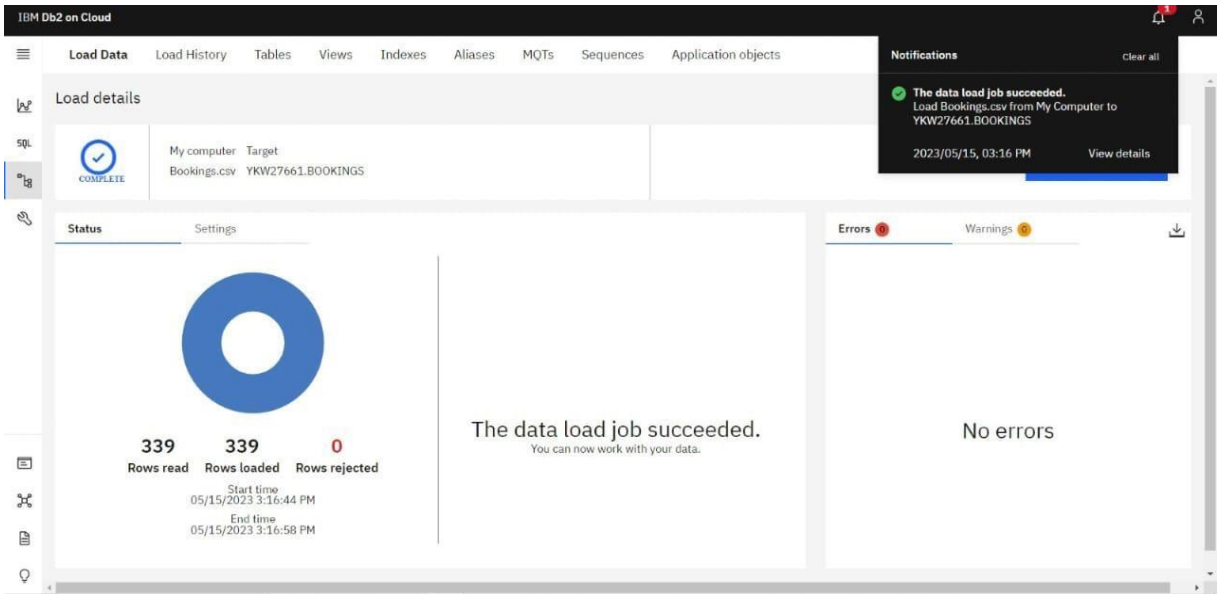 IBM Db2 on Cloud
1
Load Data Load History Tables Views Indexes Aliases MQTs Sequences Application objects
Notifications Clear all
The data load job succeeded.
Load Bookings.csv from My Computer to
YKW27661.BOOKINGS
2023/05/15, 03:16 PM View details
Load details
SQL
COMPLETE
My computer Target
Bookings.csv YKW27661.BOOKINGS
Status Settings
Errors 0 Warnings 0
339 339 0
Rows read Rows loaded Rows rejected
Start time
05/15/2023 3:16:44 PM
End time
05/15/2023 3:16:58 PM
The data load job succeeded.
You can now work with your data.
No errors